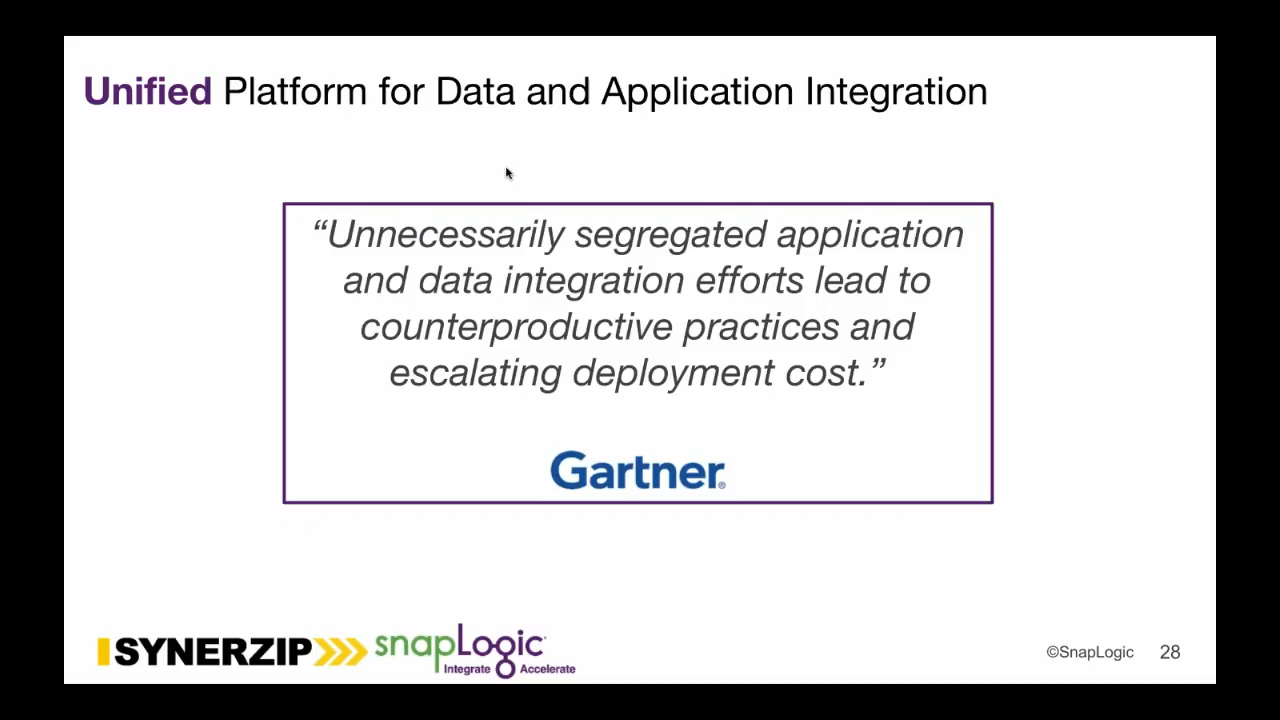 Unified Platform for Data and Application Integration
“Unnecessarily segregated application
and data integration efforts lead to
counterproductive practices and
escalating deployment cost.”
Gartner®
SYNERZIP
snapLogic
Integrate Accelerate
©SnapLogic 28